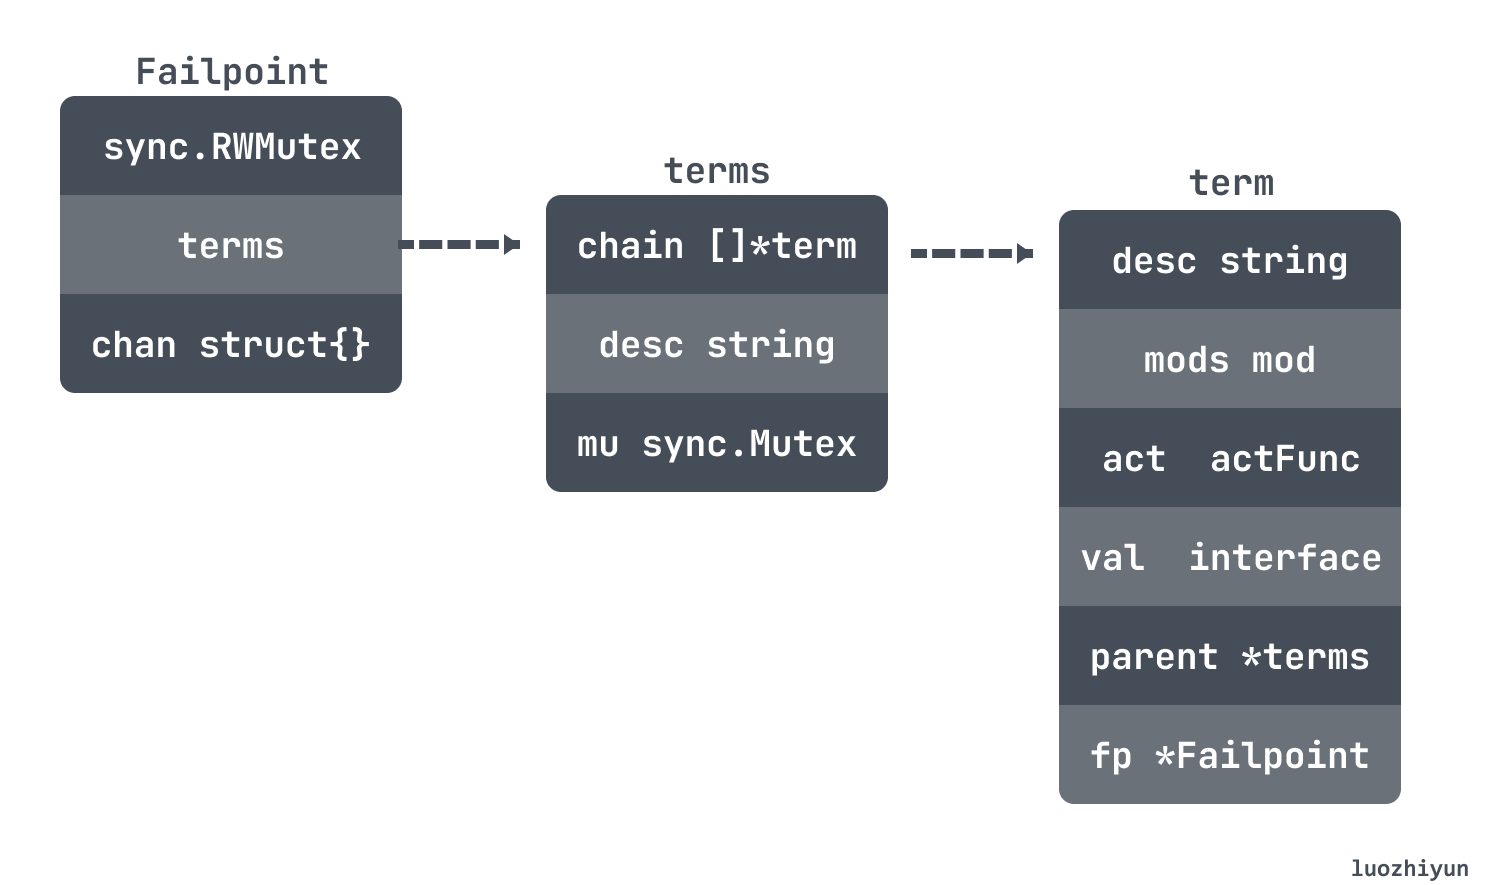 Failpoint
sync.RWMutex
terms
chan struct{}
terms
chain []*term
desc string
mu sync.Mutex
term
desc string
mods mod
act  actFunc
val  interface
parent *terms
fp *Failpoint
luozhiyun